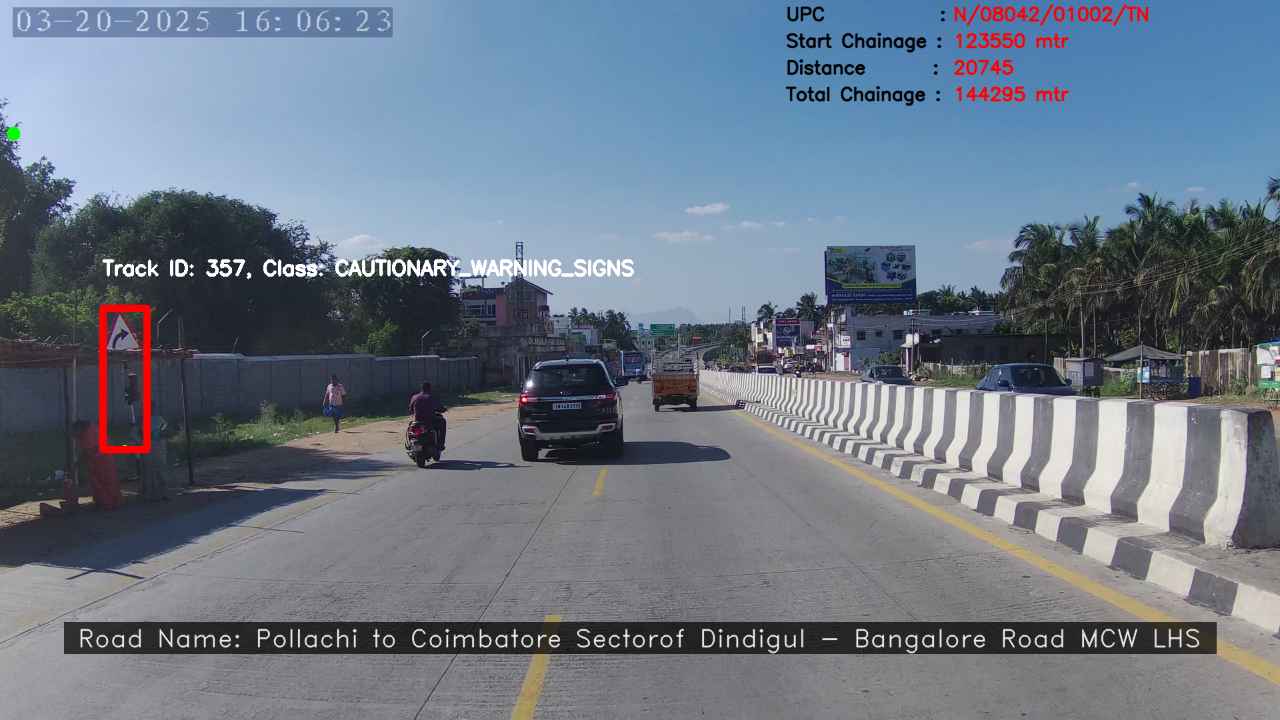 03-20-2025 16:06:23
UPC : N/08042/01002/TN
Start Chainage : 123550 mtr
Distance : 20745
Total Chainage : 144295 mtr
Track ID: 357, Class: CAUTIONARY_WARNING_SIGNS
Road Name: Pollachi to Coimbatore Sectorof Dindigul - Bangalore Road MCW LHS